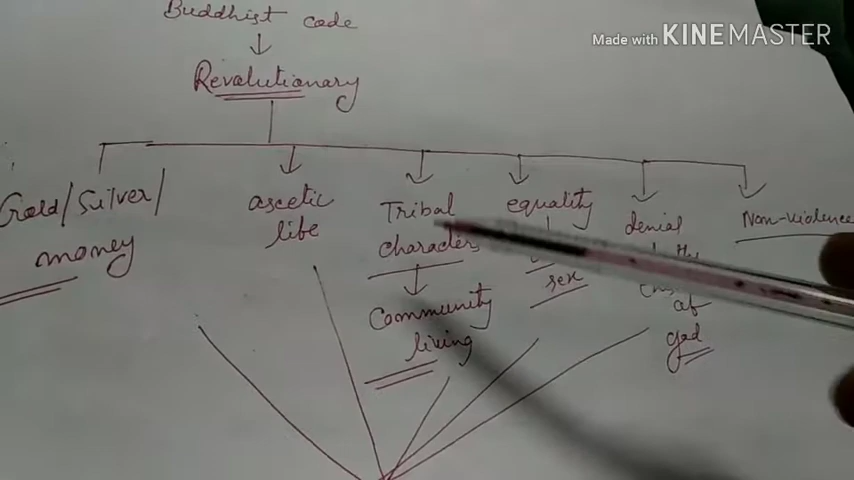 Buddhist code
Made with KINEMASTER
Revolutionary
Gold/Silver/
money
ascetic
life
Tribal
characters
Community
living
equality
sex
denial
of
god
Non-violence